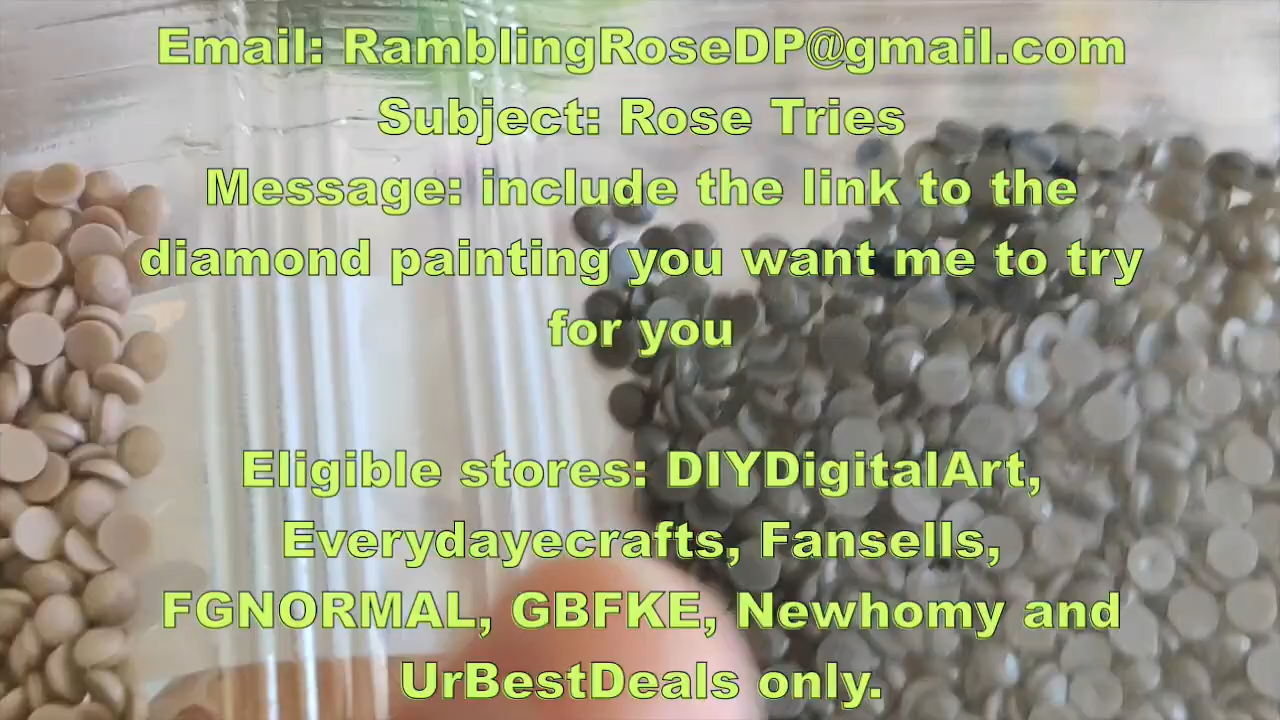 Email: RamblingRoseDP@gmail.com
Subject: Rose Tries
Message: include the link to the
diamond painting you want me to try
for you
Eligible stores: DIYDigitalArt,
Everydayecrafts, Fansells,
FGNORMAL, GBFKE, Newhomy and
UrBestDeals only.